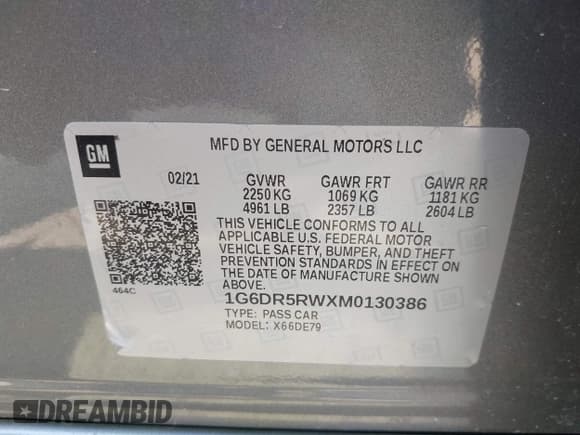 GM
MFD BY GENERAL MOTORS LLC
02/21 GVWR GAWR FRT GAWR RR
2250 KG 1069 KG 1181 KG
4961 LB 2357 LB 2604 LB
THIS VEHICLE CONFORMS TO ALL
APPLICABLE U.S. FEDERAL MOTOR
VEHICLE SAFETY, BUMPER, AND THEFT
PREVENTION STANDARDS IN EFFECT ON
THE DATE OF MANUFACTURE SHOWN
ABOVE.
464C
1G6DR5RWXM0130386
TYPE: PASS CAR
MODEL: X66DE79
DREAMBID